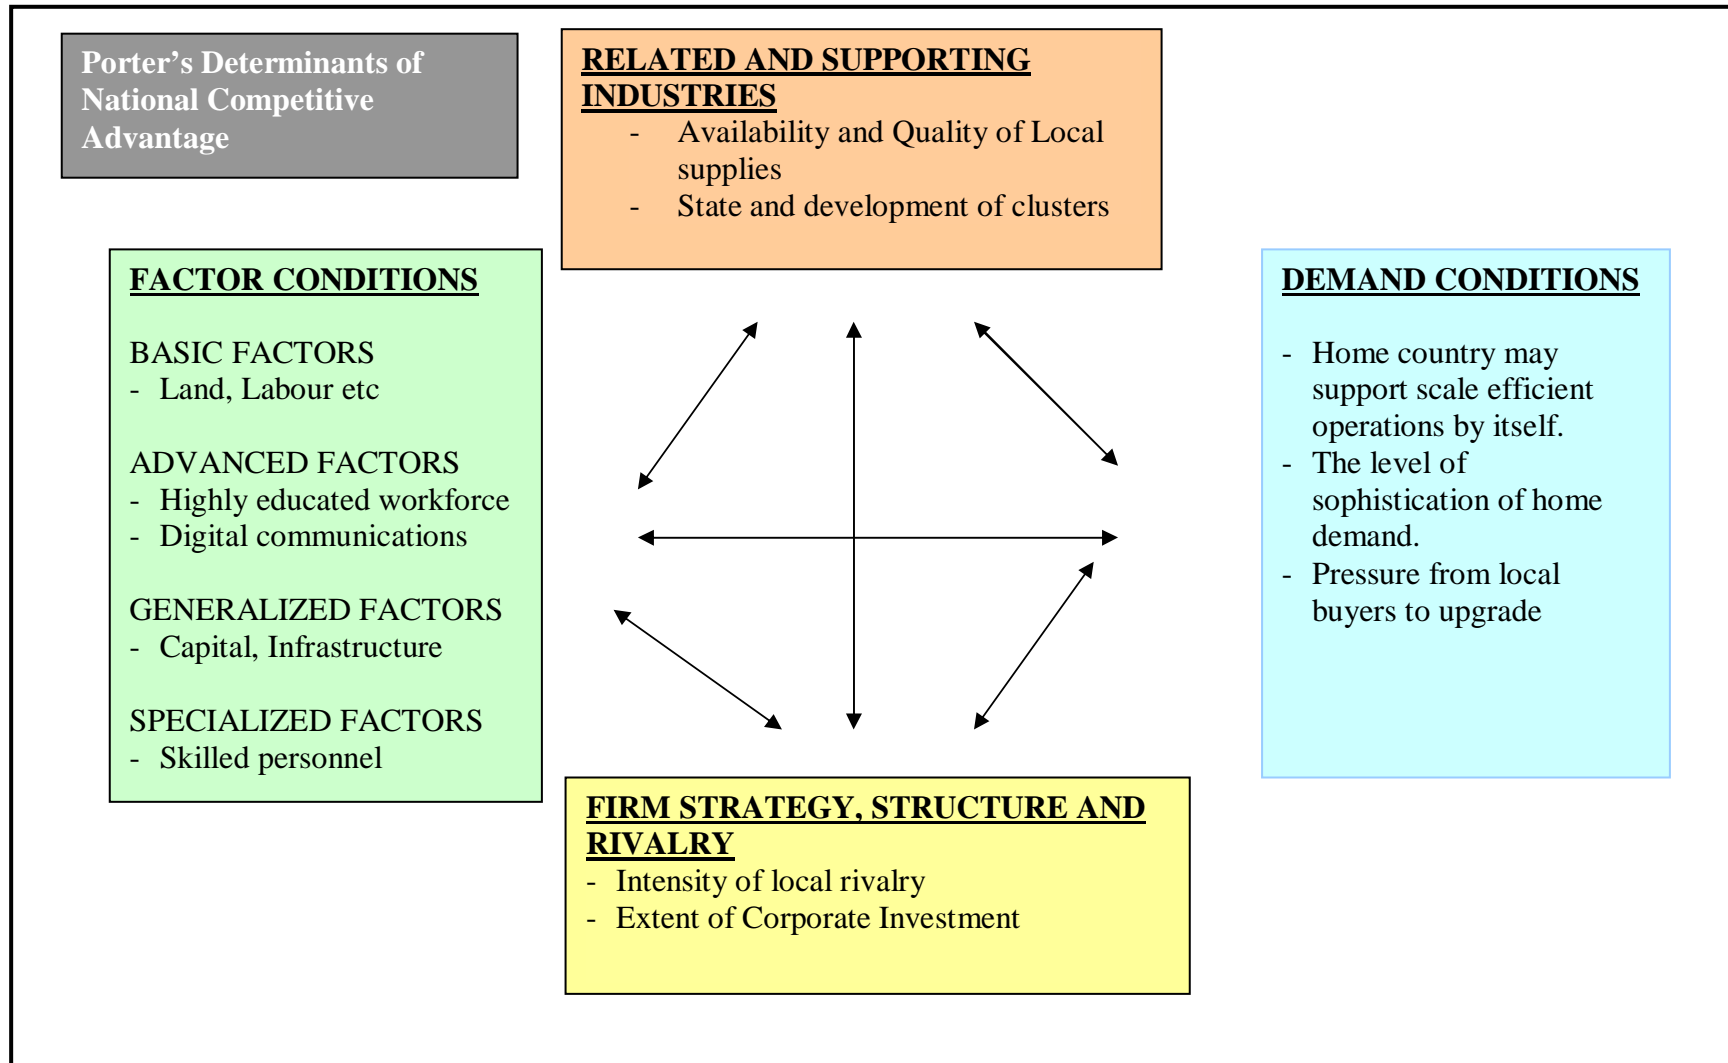 Porter’s Determinants of
National Competitive
Advantage
RELATED AND SUPPORTING
INDUSTRIES
- Availability and Quality of Local
supplies
- State and development of clusters
FACTOR CONDITIONS
BASIC FACTORS
- Land, Labour etc
ADVANCED FACTORS
- Highly educated workforce
- Digital communications
GENERALIZED FACTORS
- Capital, Infrastructure
SPECIALIZED FACTORS
- Skilled personnel
DEMAND CONDITIONS
- Home country may
support scale efficient
operations by itself.
- The level of
sophistication of home
demand.
- Pressure from local
buyers to upgrade
FIRM STRATEGY, STRUCTURE AND
RIVALRY
- Intensity of local rivalry
- Extent of Corporate Investment